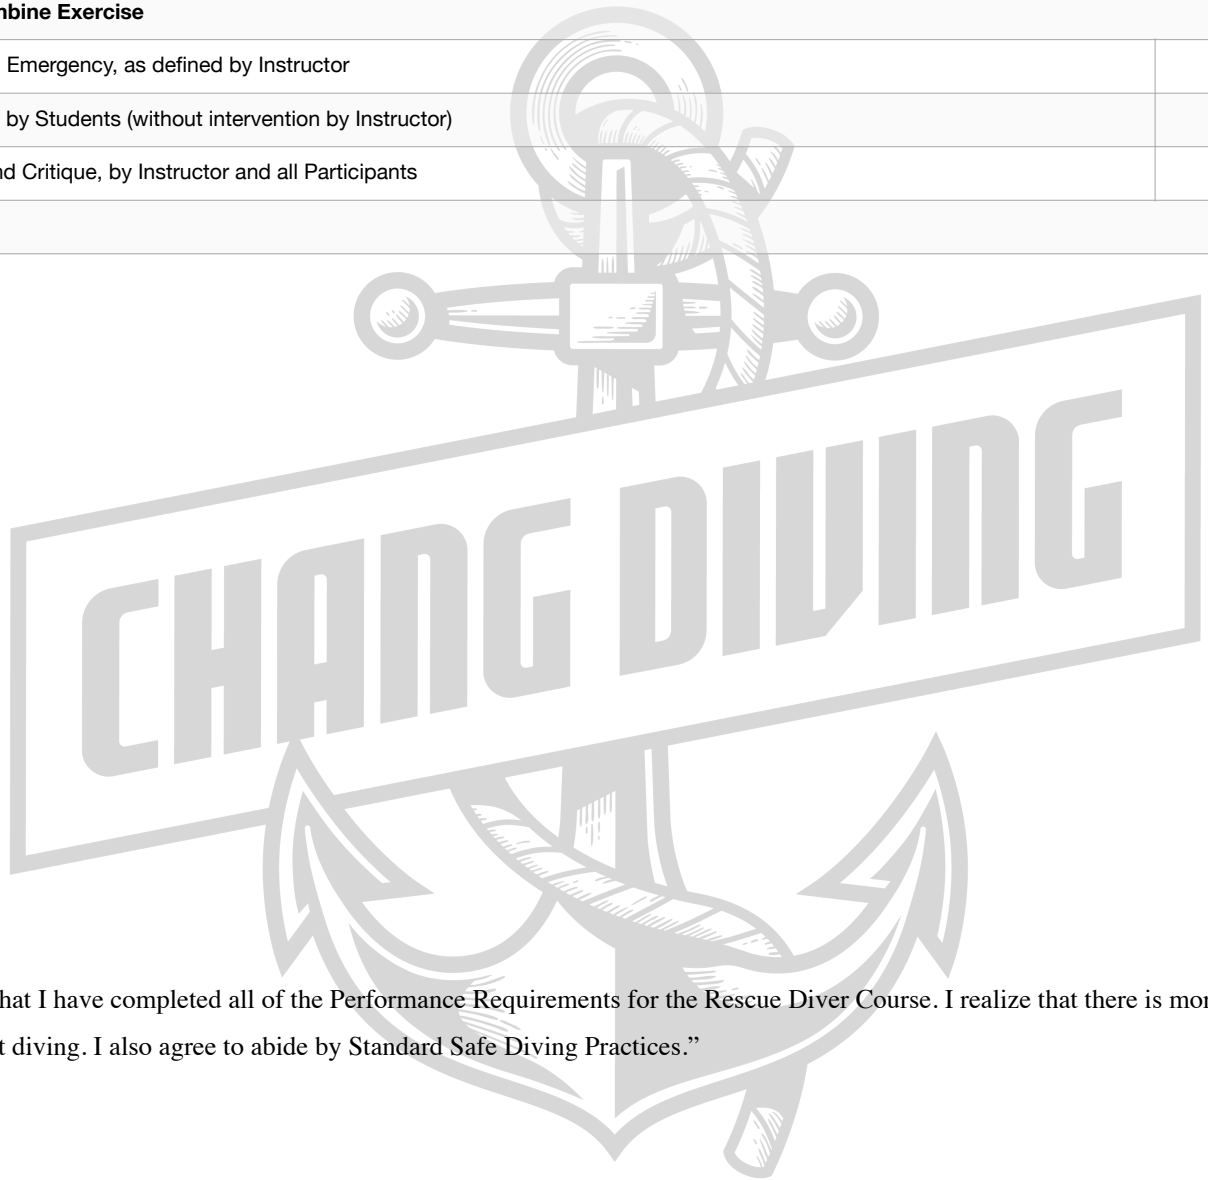 mbine Exercise
Emergency, as defined by Instructor
by Students (without intervention by Instructor)
nd Critique, by Instructor and all Participants
CHANG DIVING
hat I have completed all of the Performance Requirements for the Rescue Diver Course. I realize that there is mor
t diving. I also agree to abide by Standard Safe Diving Practices.”